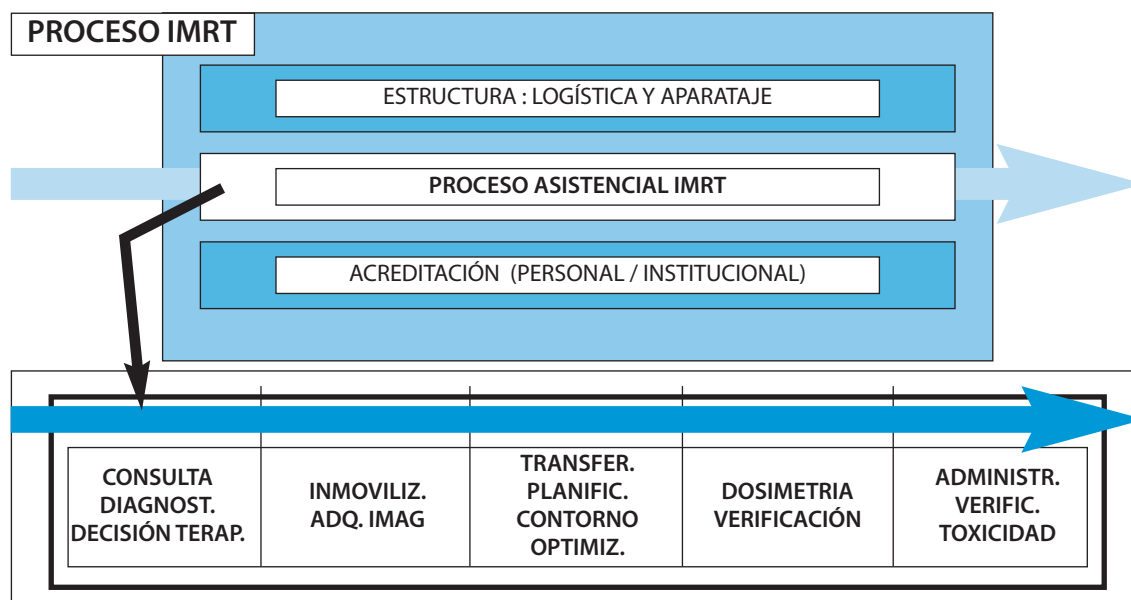 PROCESO IMRT
ESTRUCTURA : LOGÍSTICA Y APARATAJE
PROCESO ASISTENCIAL IMRT
ACREDITACIÓN (PERSONAL / INSTITUCIONAL)
CONSULTA
DIAGNOST.
DECISIÓN TERAP.
INMOVILIZ.
ADQ. IMAG
TRANSFER.
PLANIFIC.
CONTORNO
OPTIMIZ.
DOSIMETRIA
VERIFICACIÓN
ADMINISTR.
VERIFIC.
TOXICIDAD